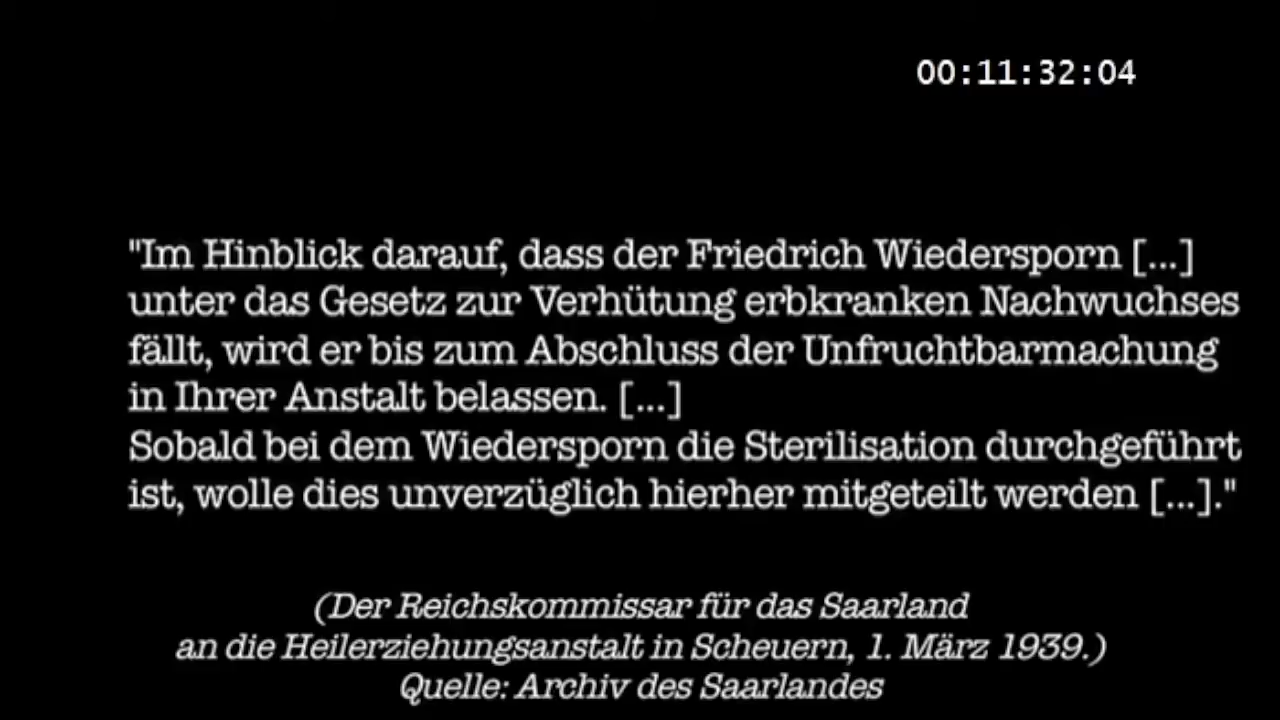 00:11:32:04
"Im Hinblick darauf, dass der Friedrich Wiedersporn [...]
unter das Gesetz zur Verhütung erbkranken Nachwuchses
fällt, wird er bis zum Abschluss der Unfruchtbarmachung
in Ihrer Anstalt belassen. [...]
Sobald bei dem Wiedersporn die Sterilisation durchgeführt
ist, wolle dies unverzüglich hierher mitgeteilt werden [...]."
(Der Reichskommissar für das Saarland
an die Heilerziehungsanstalt in Scheuern, 1. März 1939.)
Quelle: Archiv des Saarlandes